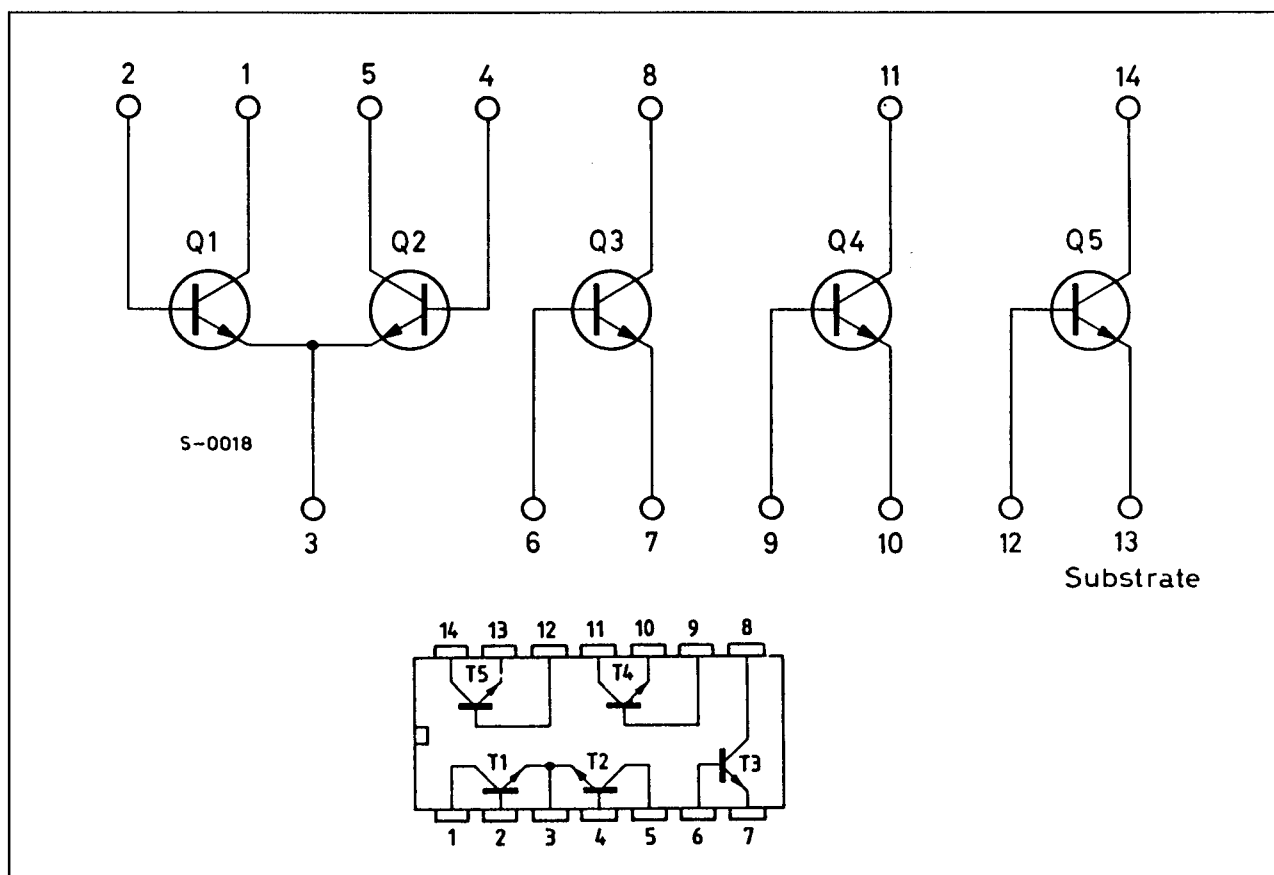 2 1 5 4 8 11 14
Q1 Q2 Q3 Q4 Q5
S-0018
3 6 7 9 10 12 13
Substrate
14 13 12 11 10 9 8
T5 T4
T1 T2 T3
1 2 3 4 5 6 7